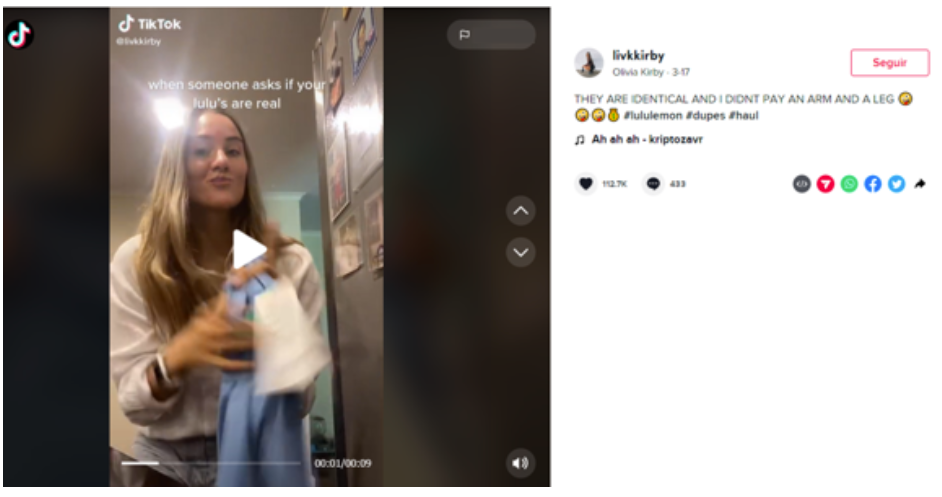 TikTok
@livkkirby
when someone asks if your
lulu's are real
00:01/00:09
livkkirby
Olivia Kirby · 3-17
Seguir
THEY ARE IDENTICAL AND I DIDNT PAY AN ARM AND A LEG 🤪
🤪🤪💰 #lululemon #dupes #haul
♫ Ah ah ah - kriptozavr
112.7K 433